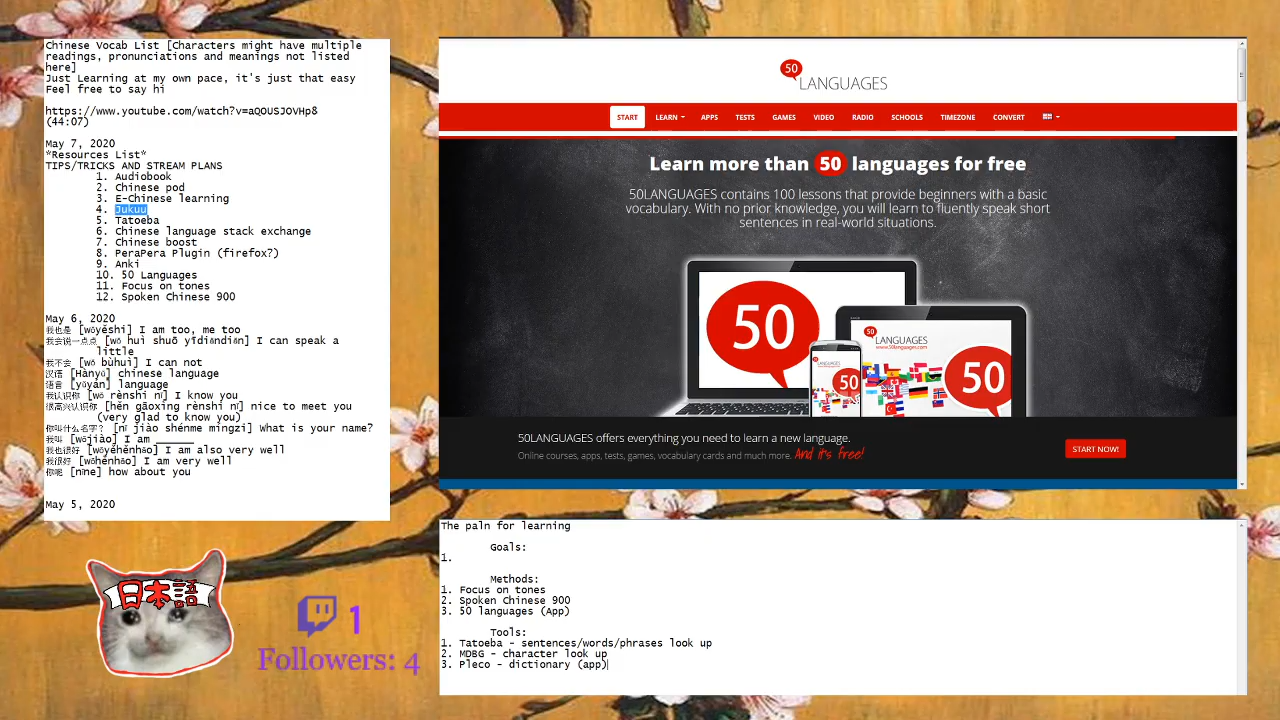 Chinese Vocab List [Characters might have multiple
readings, pronunciations and meanings not listed
here]
Just Learning at my own pace, it's just that easy
Feel free to say hi
https://www.youtube.com/watch?v=aQOUSJOVHp8
(44:07)
May 7, 2020
*Resources List*
TIPS/TRICKS AND STREAM PLANS
1. Audiobook
2. Chinese pod
3. E-Chinese learning
4. Jukuu
5. Tatoeba
6. Chinese language stack exchange
7. Chinese boost
8. PeraPera Plugin (firefox?)
9. Anki
10. 50 Languages
11. Focus on tones
12. Spoken Chinese 900
May 6, 2020
我也是 [wǒyěshì] I am too, me too
我会说一点点 [wǒ huì shuō yīdiǎndiǎn] I can speak a
little
我不会 [wǒ bùhuì] I can not
汉语 [Hànyǔ] chinese language
语言 [yǔyán] language
我认识你 [wǒ rènshi nǐ] I know you
很高兴认识你 [hěn gāoxìng rènshi nǐ] nice to meet you
(very glad to know you)
你叫什么名字? [nǐ jiào shénme míngzi] What is your name?
我叫 [wǒjiào] I am ______
我也很好 [wǒyěhěnhǎo] I am also very well
我很好 [wǒhěnhǎo] I am very well
你呢 [nǐne] how about you
May 5, 2020
日本語
1
Followers: 4
50
LANGUAGES
START LEARN APPS TESTS GAMES VIDEO RADIO SCHOOLS TIMEZONE CONVERT
Learn more than 50 languages for free
50LANGUAGES contains 100 lessons that provide beginners with a basic
vocabulary. With no prior knowledge, you will learn to fluently speak short
sentences in real-world situations.
50
50
LANGUAGES
www.50languages.com
50
50
50LANGUAGES offers everything you need to learn a new language.
Online courses, apps, tests, games, vocabulary cards and much more. And it's free!
START NOW!
The paln for learning
Goals:
1.
Methods:
1. Focus on tones
2. Spoken Chinese 900
3. 50 languages (App)
Tools:
1. Tatoeba - sentences/words/phrases look up
2. MDBG - character look up
3. Pleco - dictionary (app)